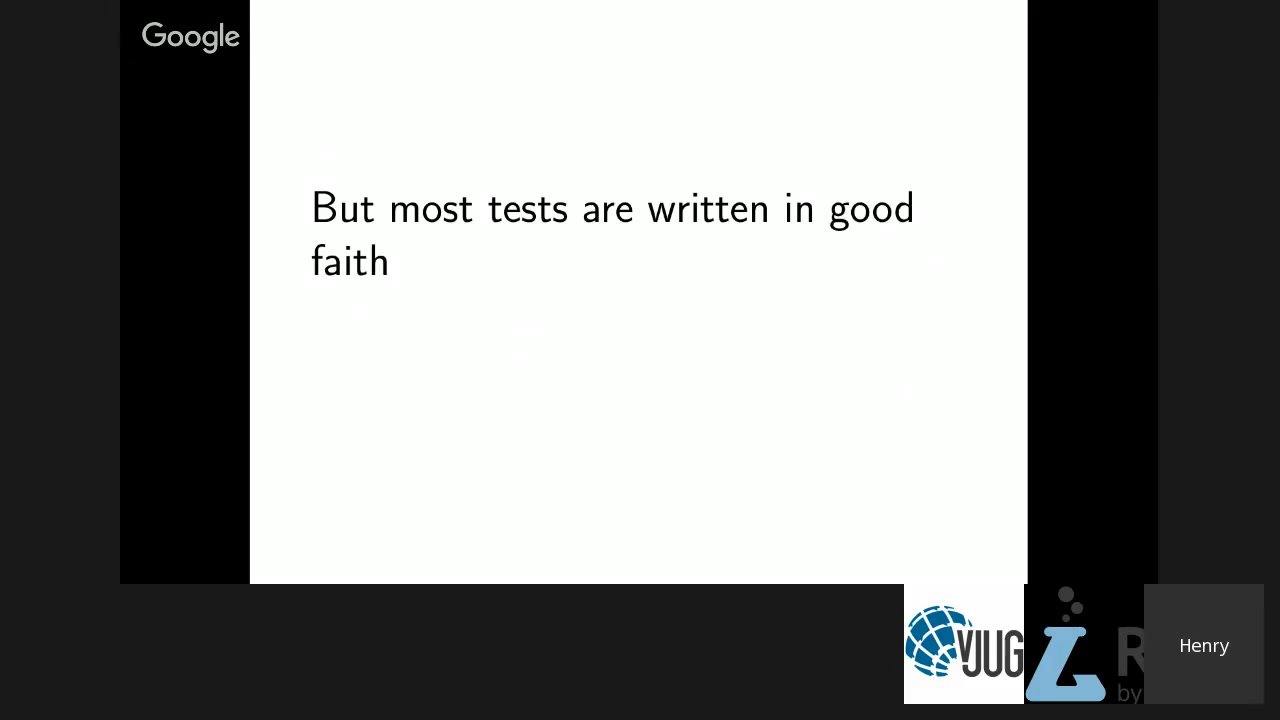 Google
But most tests are written in good
faith
vJUG
R
by
Henry